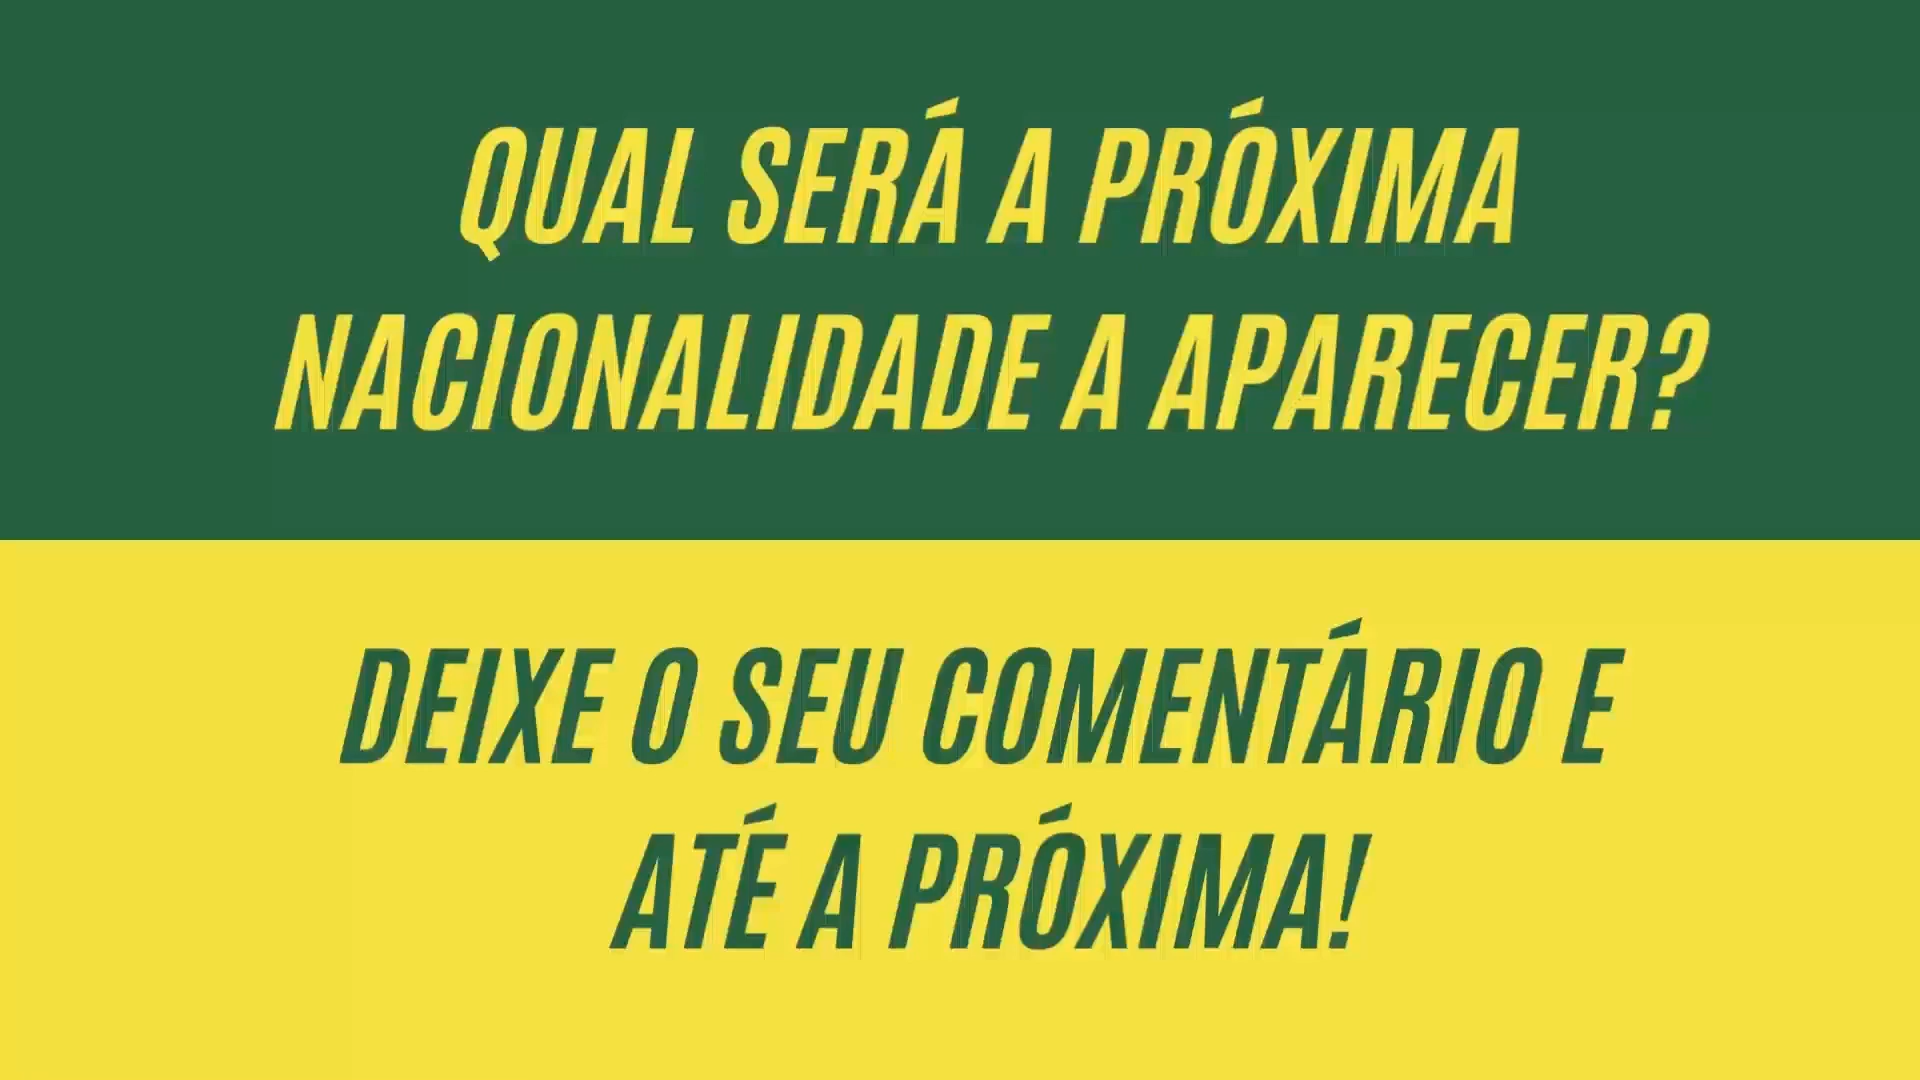 QUAL SERÁ A PRÓXIMA
NACIONALIDADE A APARECER?
DEIXE O SEU COMENTÁRIO E
ATÉ A PRÓXIMA!